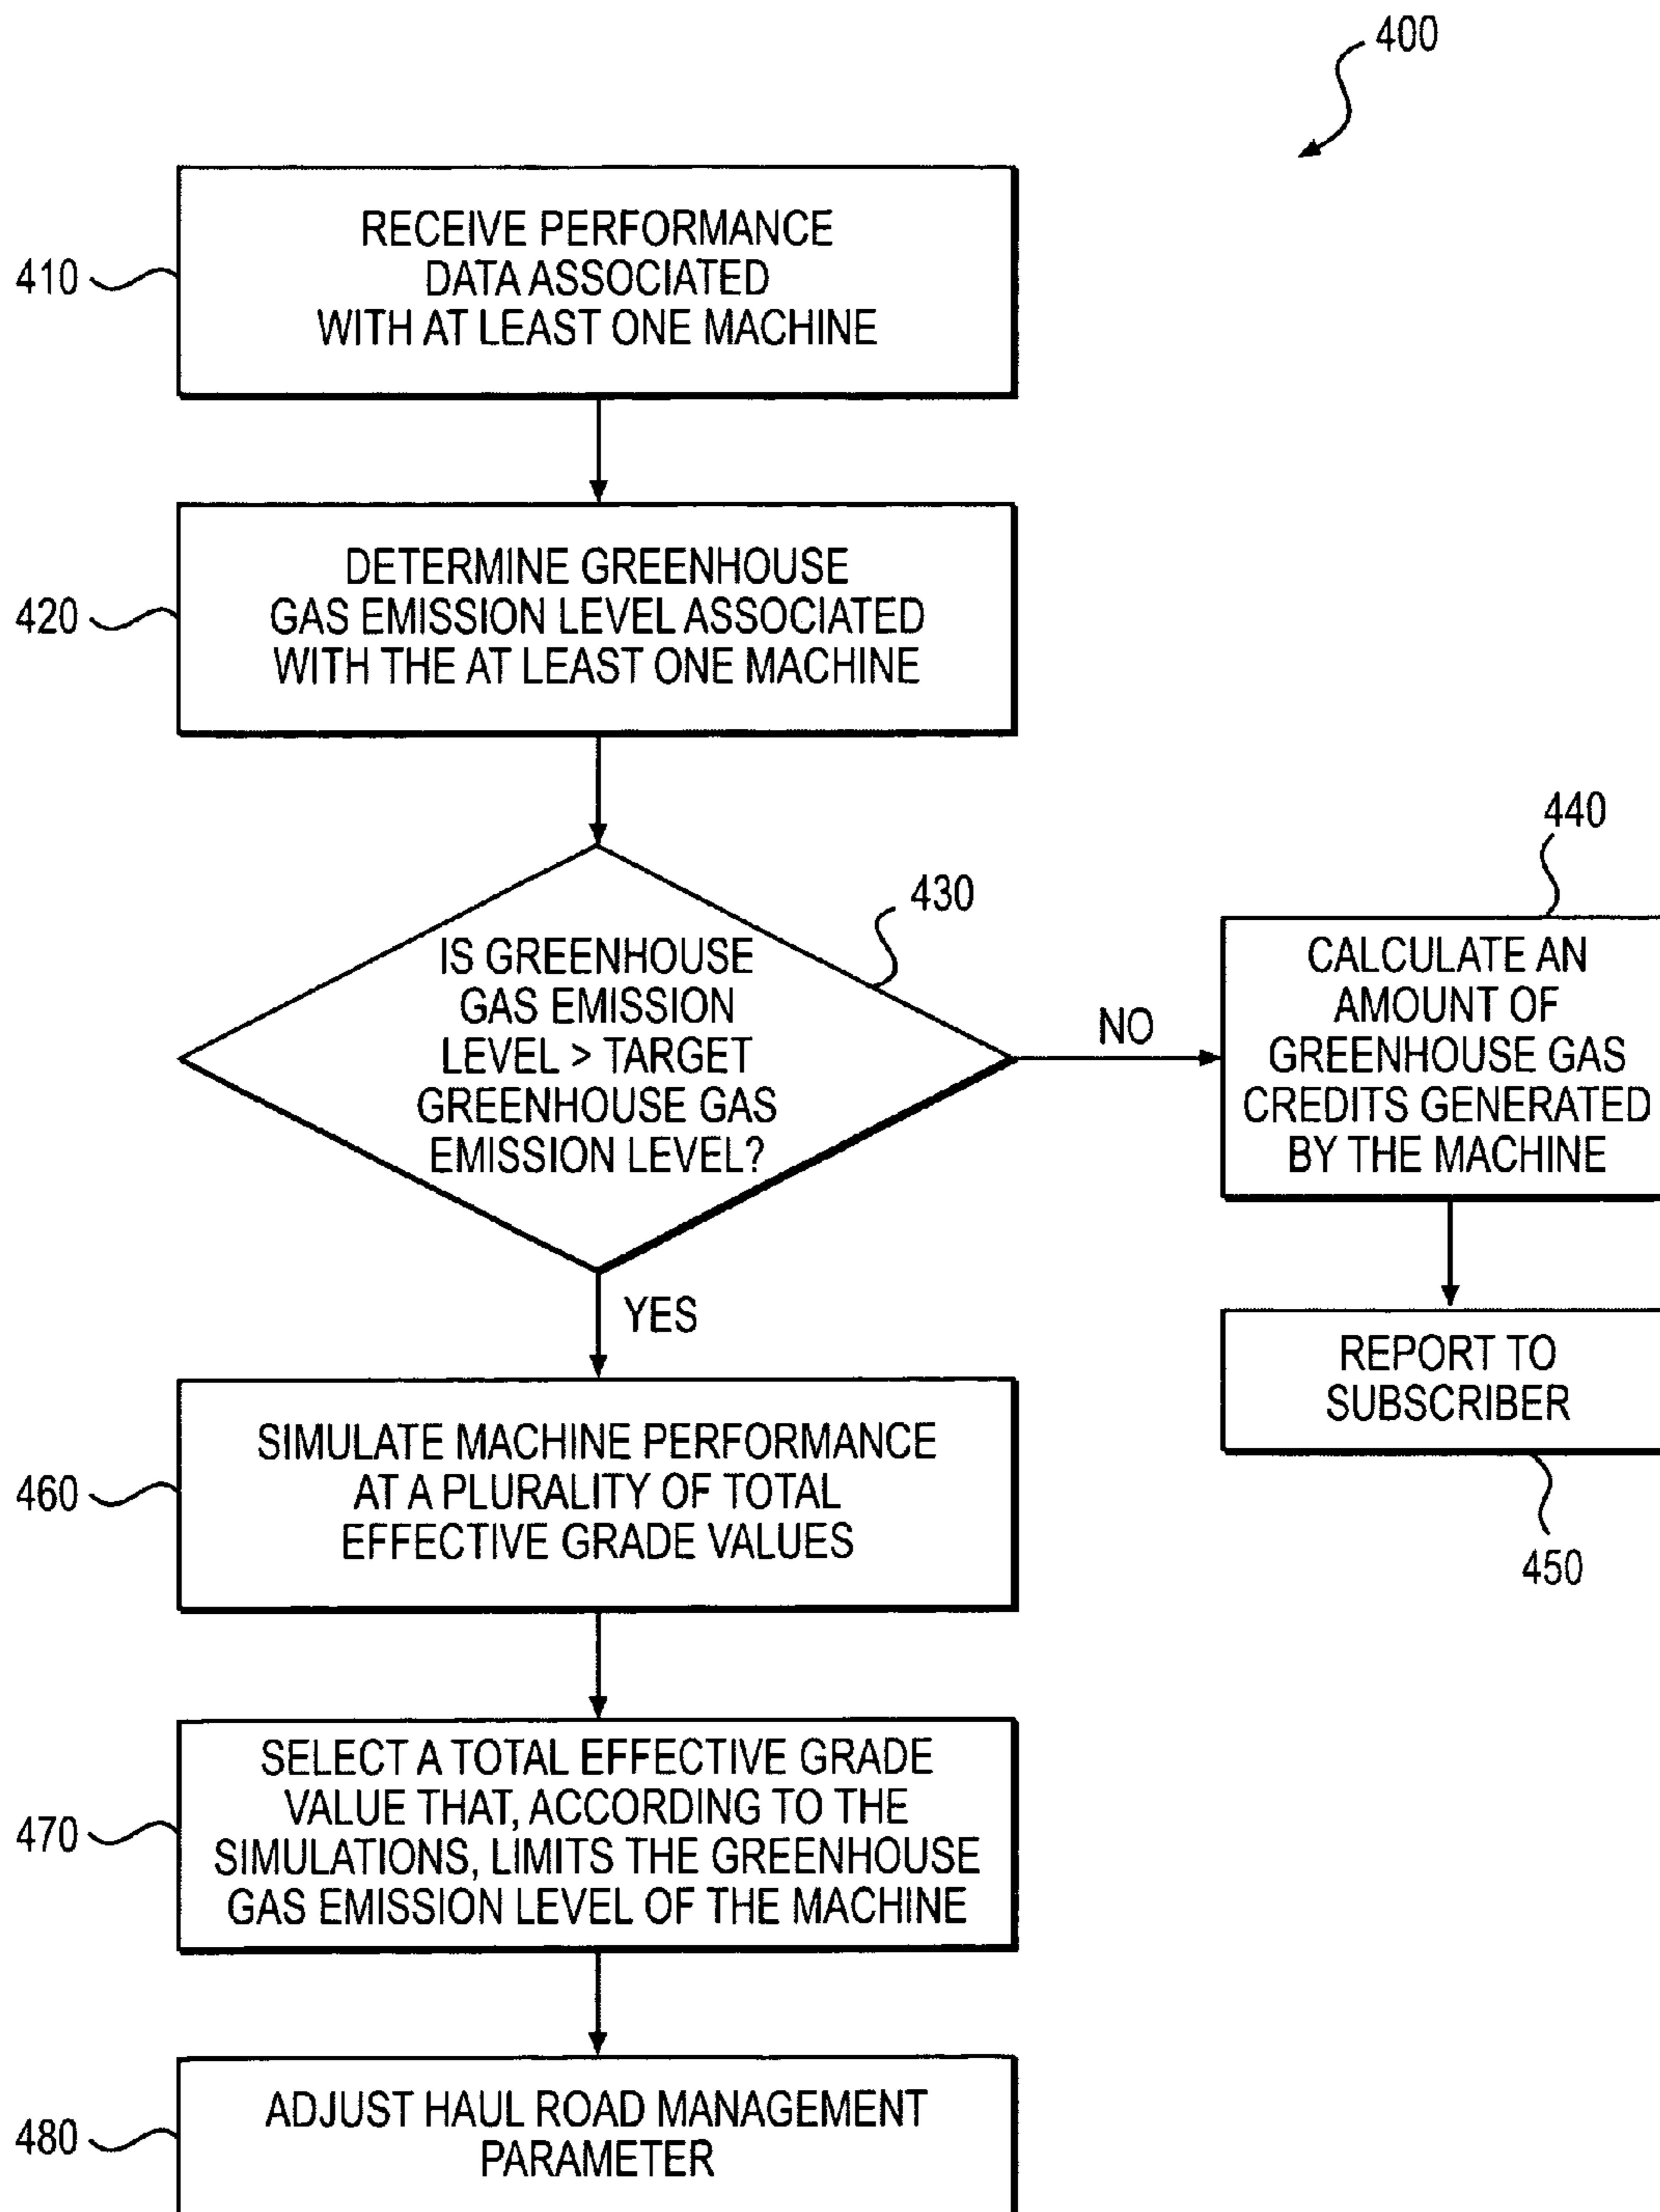 400
RECEIVE PERFORMANCE
DATA ASSOCIATED
WITH AT LEAST ONE MACHINE
410
DETERMINE GREENHOUSE
GAS EMISSION LEVEL ASSOCIATED
WITH THE AT LEAST ONE MACHINE
420
IS GREENHOUSE
GAS EMISSION
LEVEL > TARGET
GREENHOUSE GAS
EMISSION LEVEL?
430
NO
440
CALCULATE AN
AMOUNT OF
GREENHOUSE GAS
CREDITS GENERATED
BY THE MACHINE
REPORT TO
SUBSCRIBER
450
YES
SIMULATE MACHINE PERFORMANCE
AT A PLURALITY OF TOTAL
EFFECTIVE GRADE VALUES
460
SELECT A TOTAL EFFECTIVE GRADE
VALUE THAT, ACCORDING TO THE
SIMULATIONS, LIMITS THE GREENHOUSE
GAS EMISSION LEVEL OF THE MACHINE
470
ADJUST HAUL ROAD MANAGEMENT
PARAMETER
480